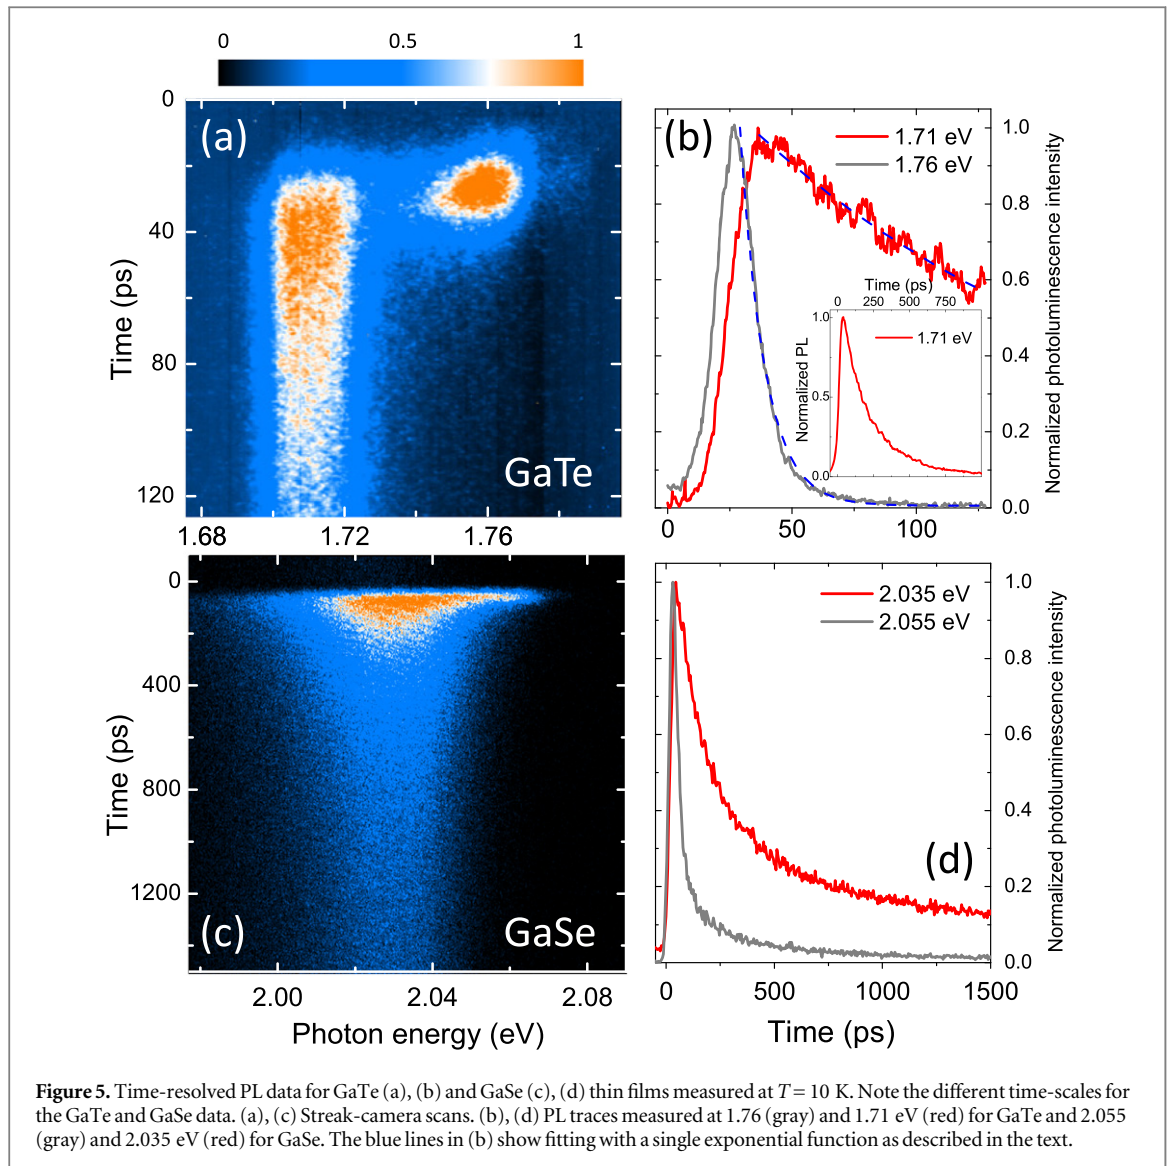 0 0.5 1
(a)
0
40
80
120
Time (ps)
GaTe
1.68 1.72 1.76
(b)
1.71 eV
1.76 eV
1.0
0.8
0.6
0.4
0.2
0.0
Normalized photoluminescence intensity
Time (ps)
0 250 500 750
1.71 eV
1.0
0.5
0.0
Normalized PL
0 50 100
0
400
800
1200
Time (ps)
(c)
GaSe
2.00 2.04 2.08
Photon energy (eV)
2.035 eV
2.055 eV
1.0
0.8
0.6
0.4
0.2
0.0
Normalized photoluminescence intensity
(d)
0 500 1000 1500
Time (ps)
Figure 5. Time-resolved PL data for GaTe (a), (b) and GaSe (c), (d) thin films measured at T = 10 K. Note the different time-scales for
the GaTe and GaSe data. (a), (c) Streak-camera scans. (b), (d) PL traces measured at 1.76 (gray) and 1.71 eV (red) for GaTe and 2.055
(gray) and 2.035 eV (red) for GaSe. The blue lines in (b) show fitting with a single exponential function as described in the text.